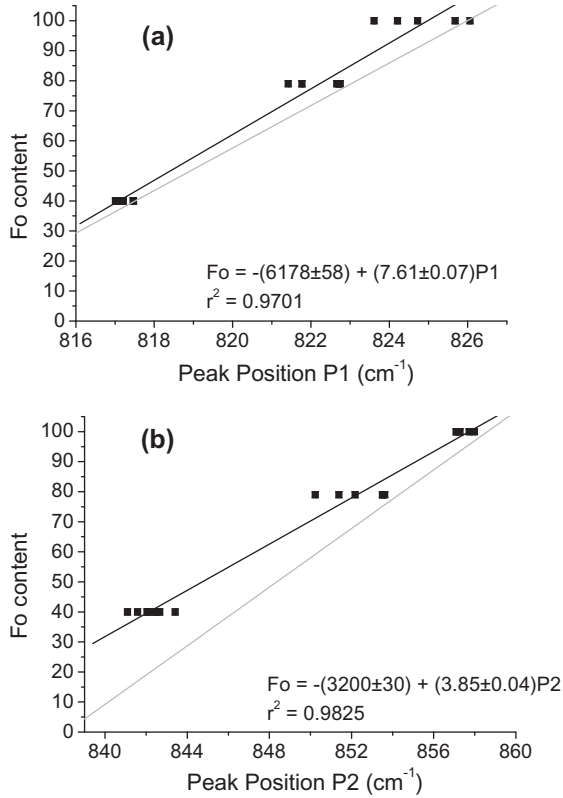 (a)
Fo content
100
90
80
70
60
50
40
30
20
10
0
Fo = -(6178±58) + (7.61±0.07)P1
r² = 0.9701
816 818 820 822 824 826
Peak Position P1 (cm⁻¹)
(b)
Fo content
100
90
80
70
60
50
40
30
20
10
0
Fo = -(3200±30) + (3.85±0.04)P2
r² = 0.9825
840 844 848 852 856 860
Peak Position P2 (cm⁻¹)